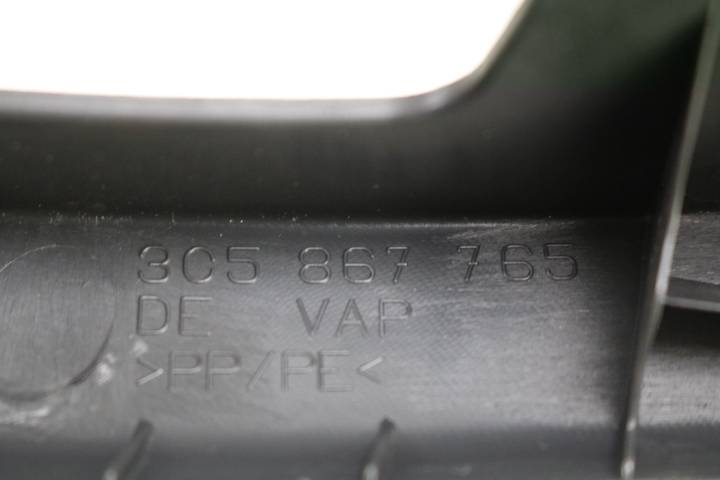 3C5 867 765
DE VAP
>PP/PE<